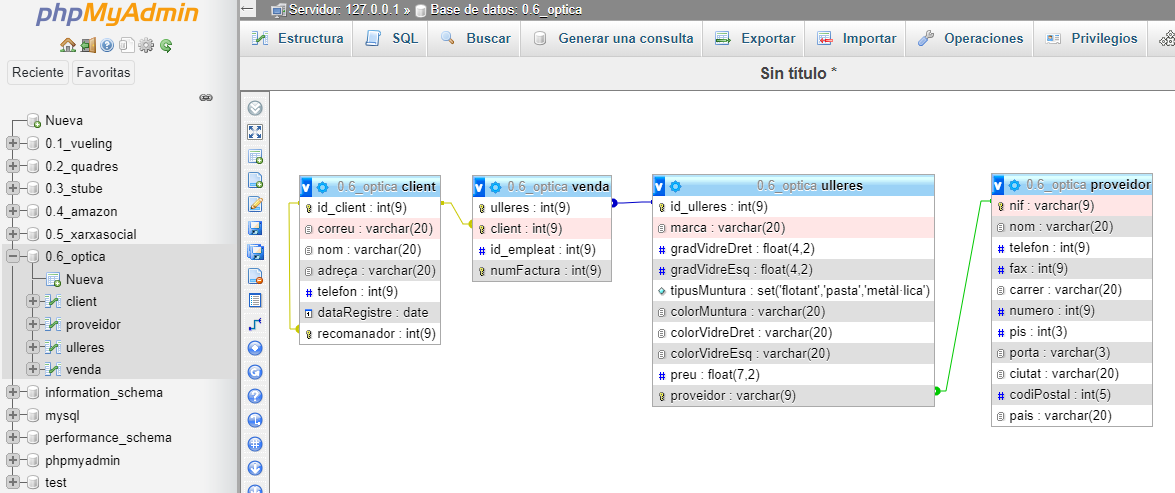 phpMyAdmin
Reciente
Favoritas
Nueva
0.1_vueling
0.2_quadres
0.3_stube
0.4_amazon
0.5_xarxasocial
0.6_optica
Nueva
client
proveidor
ulleres
venda
information_schema
mysql
performance_schema
phpmyadmin
test
Servidor: 127.0.0.1 » Base de datos: 0.6_optica
Estructura SQL Buscar Generar una consulta Exportar Importar Operaciones Privilegios
Sin título *
0.6_optica client
id_client : int(9)
correu : varchar(20)
nom : varchar(20)
adreça : varchar(20)
telefon : int(9)
dataRegistre : date
recomanador : int(9)
0.6_optica venda
ulleres : int(9)
client : int(9)
id_empleat : int(9)
numFactura : int(9)
0.6_optica ulleres
id_ulleres : int(9)
marca : varchar(20)
gradVidreDret : float(4,2)
gradVidreEsq : float(4,2)
tipusMuntura : set('flotant','pasta','metàl·lica')
colorMuntura : varchar(20)
colorVidreDret : varchar(20)
colorVidreEsq : varchar(20)
preu : float(7,2)
proveidor : varchar(9)
0.6_optica proveidor
nif : varchar(9)
nom : varchar(20)
telefon : int(9)
fax : int(9)
carrer : varchar(20)
numero : int(9)
pis : int(3)
porta : varchar(3)
ciutat : varchar(20)
codiPostal : int(5)
pais : varchar(20)